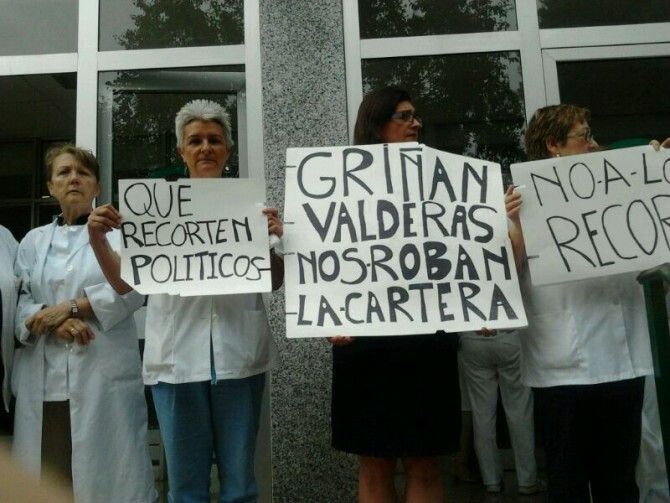 QUE
RECORTEN
POLITICOS
GRIÑAN
VALDERAS
NOS-ROBAN
LA-CARTERA
NO-A-LO
RECOR